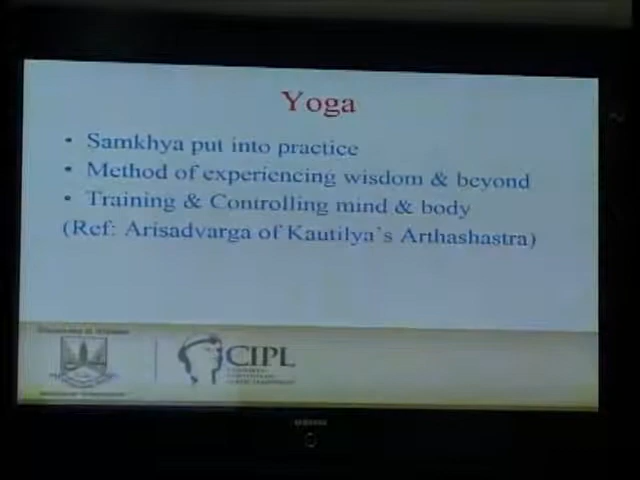 Yoga
• Samkhya put into practice
• Method of experiencing wisdom & beyond
• Training & Controlling mind & body
(Ref: Arisadvarga of Kautilya's Arthashastra)
CIPL
SAMSUNG